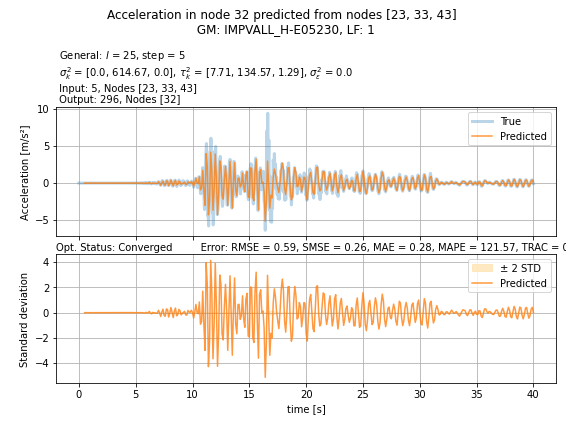 Acceleration in node 32 predicted from nodes [23, 33, 43]
GM: IMPVALL_H-E05230, LF: 1
General: l = 25, step = 5
σ²ₖ = [0.0, 614.67, 0.0], τ²ₖ = [7.71, 134.57, 1.29], σ²ε = 0.0
Input: 5, Nodes [23, 33, 43]
Output: 296, Nodes [32]
Acceleration [m/s²]
10
5
0
−5
True
Predicted
Opt. Status: Converged Error: RMSE = 0.59, SMSE = 0.26, MAE = 0.28, MAPE = 121.57, TRAC = 0
Standard deviation
4
2
0
−2
−4
± 2 STD
Predicted
0 5 10 15 20 25 30 35 40
time [s]